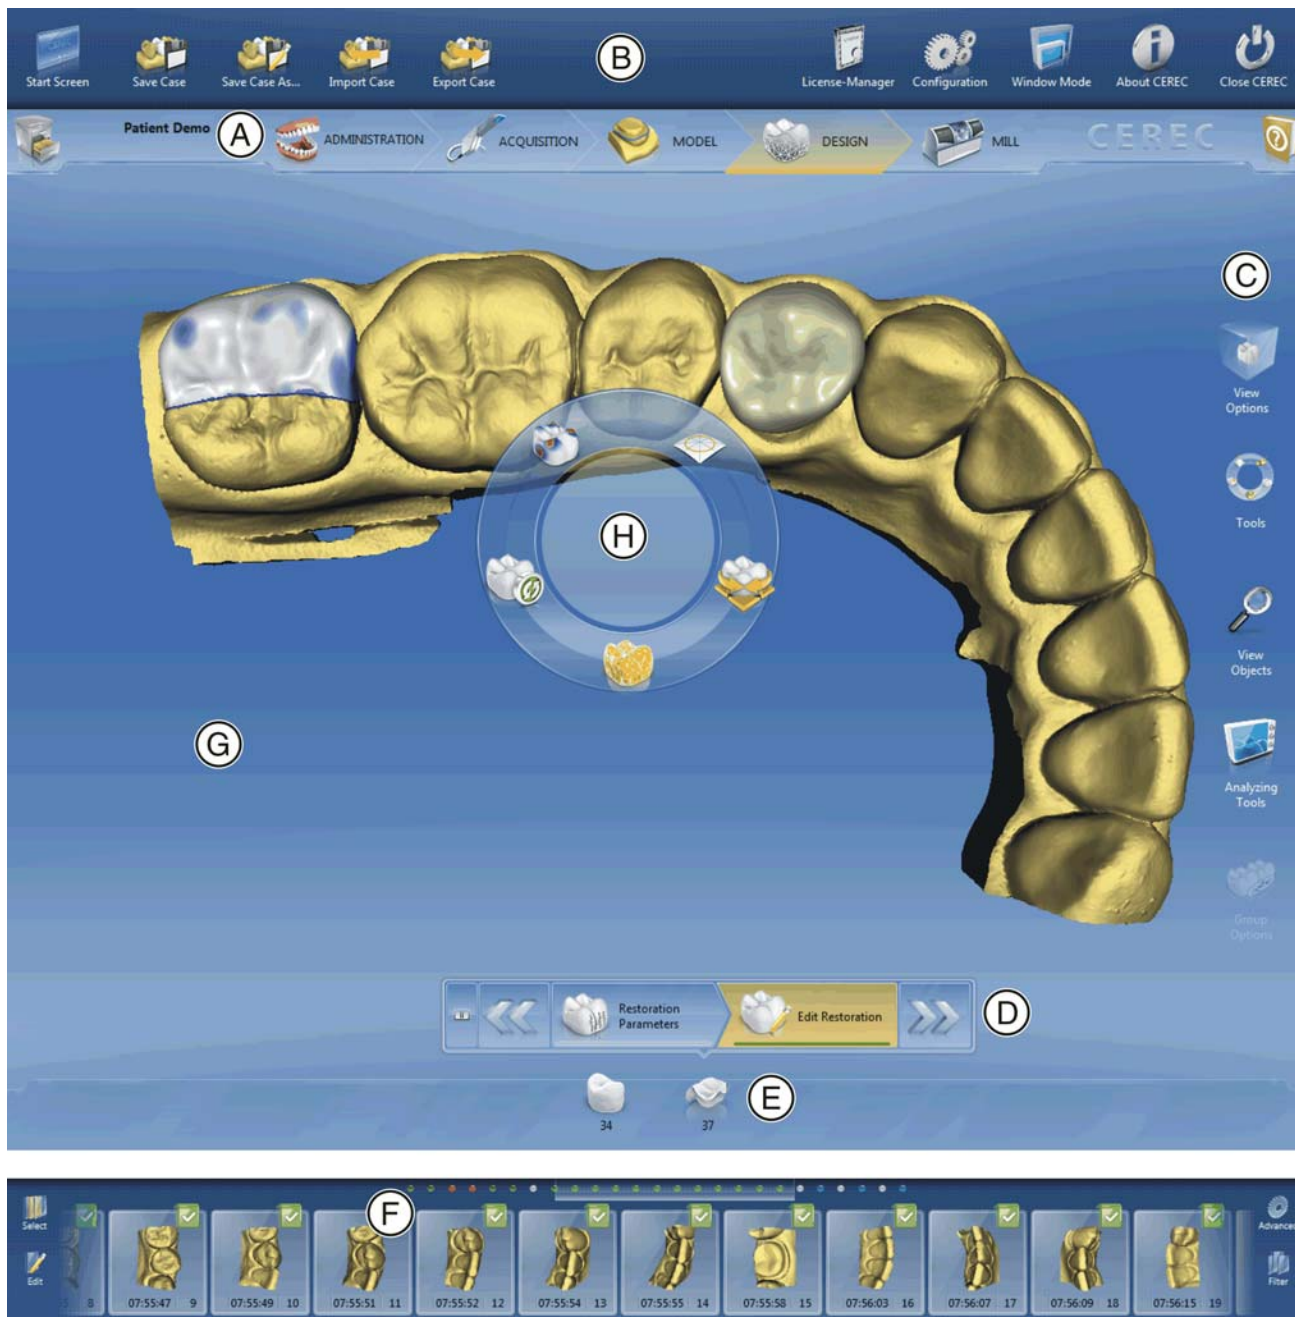 B
Start Screen
Save Case
Save Case As...
Import Case
Export Case
License-Manager
Configuration
Window Mode
About CEREC
Close CEREC
Patient Demo
A
ADMINISTRATION
ACQUISITION
MODEL
DESIGN
MILL
CEREC
?
C
View
Options
Tools
H
View
Objects
G
Analyzing
Tools
Group
Options
Restoration
Parameters
Edit Restoration
D
E
34
37
F
Select
Edit
Advanced
Filter
8
07:55:47 9
07:55:49 10
07:55:51 11
07:55:52 12
07:55:54 13
07:55:55 14
07:55:58 15
07:56:03 16
07:56:07 17
07:56:09 18
07:56:15 19